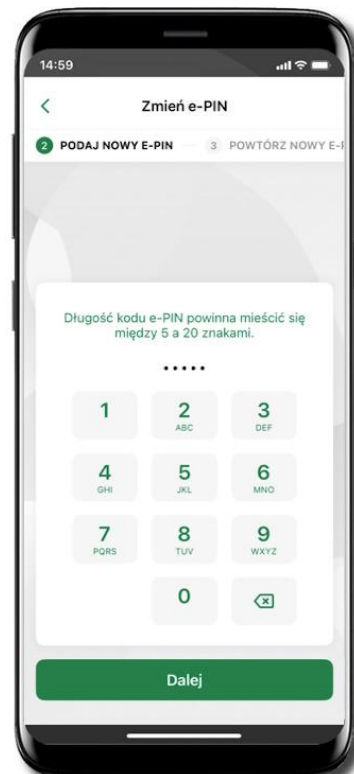 14:59
Zmień e-PIN
2 PODAJ NOWY E-PIN 3 POWTÓRZ NOWY E-
Długość kodu e-PIN powinna mieścić się
między 5 a 20 znakami.
•••••
1 2 3
ABC DEF
4 5 6
GHI JKL MNO
7 8 9
PQRS TUV WXYZ
0
Dalej